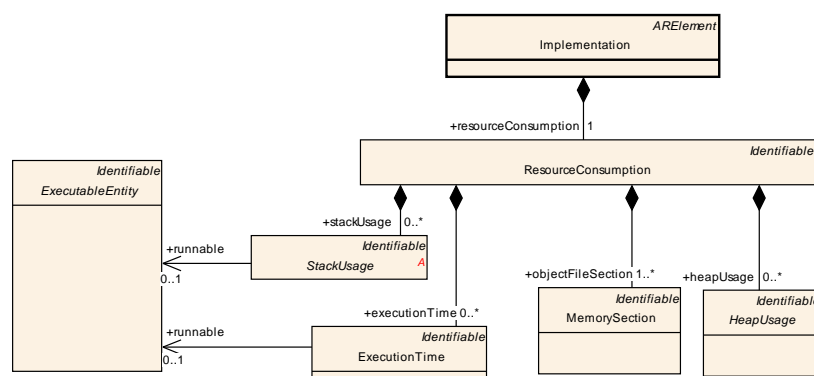 ARElement
Implementation
+resourceConsumption 1
Identifiable
ResourceConsumption
Identifiable
ExecutableEntity
+stackUsage 0..*
Identifiable
StackUsage A
+runnable
0..1
+objectFileSection 1..*
+heapUsage 0..*
Identifiable
MemorySection
Identifiable
HeapUsage
+executionTime 0..*
Identifiable
ExecutionTime
+runnable
0..1